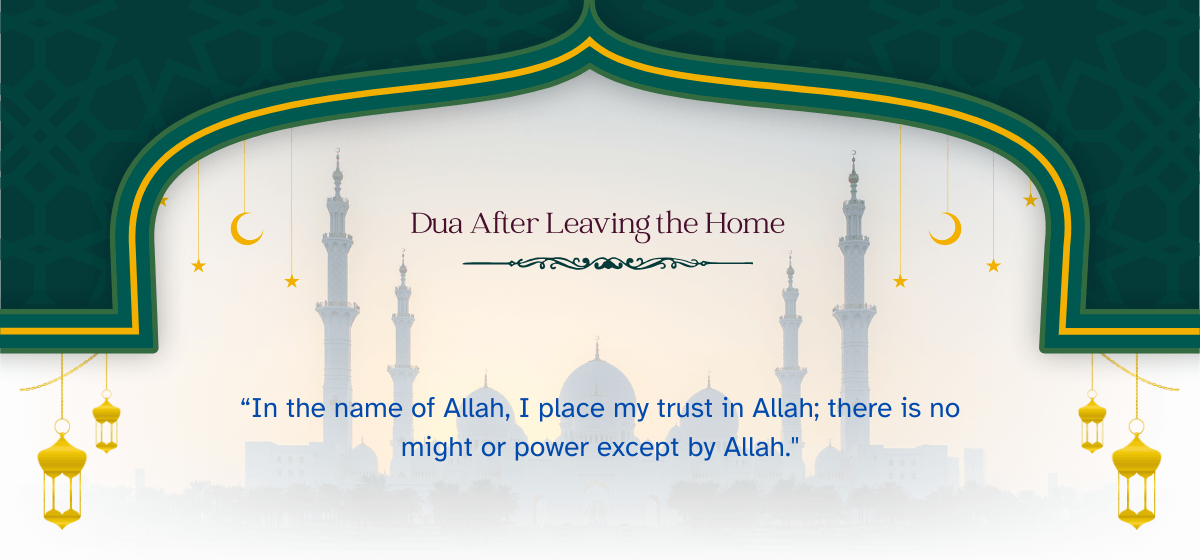 Dua After Leaving the Home
“In the name of Allah, I place my trust in Allah; there is no
might or power except by Allah."